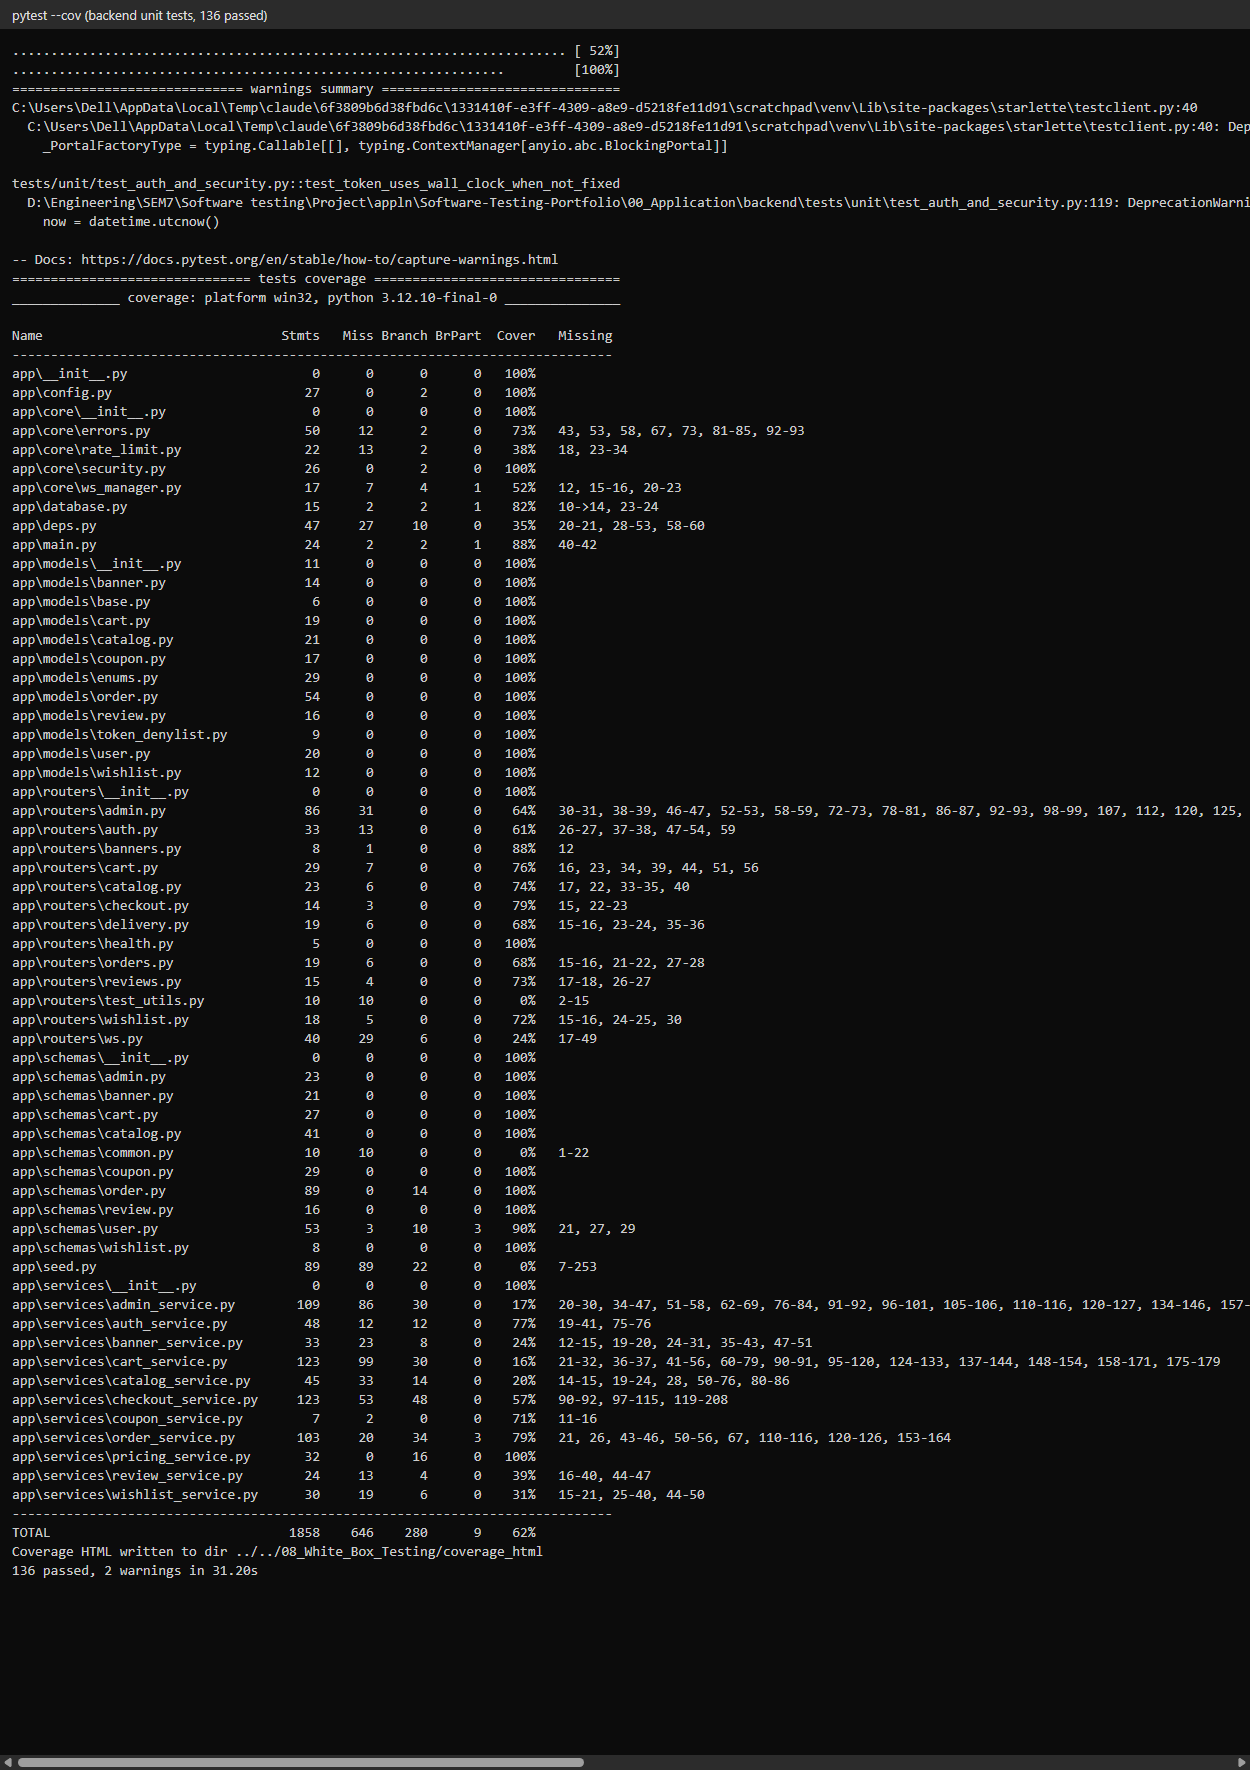 pytest --cov (backend unit tests, 136 passed)
........................................................................ [ 52%]
................................................................         [100%]
============================== warnings summary ===============================
C:\Users\Dell\AppData\Local\Temp\claude\6f3809b6d38fbd6c\1331410f-e3ff-4309-a8e9-d5218fe11d91\scratchpad\venv\Lib\site-packages\starlette\testclient.py:40
  C:\Users\Dell\AppData\Local\Temp\claude\6f3809b6d38fbd6c\1331410f-e3ff-4309-a8e9-d5218fe11d91\scratchpad\venv\Lib\site-packages\starlette\testclient.py:40: Dep
    _PortalFactoryType = typing.Callable[[], typing.ContextManager[anyio.abc.BlockingPortal]]
tests/unit/test_auth_and_security.py::test_token_uses_wall_clock_when_not_fixed
  D:\Engineering\SEM7\Software testing\Project\appln\Software-Testing-Portfolio\00_Application\backend\tests\unit\test_auth_and_security.py:119: DeprecationWarni
    now = datetime.utcnow()
-- Docs: https://docs.pytest.org/en/stable/how-to/capture-warnings.html
=============================== tests coverage ================================
______________ coverage: platform win32, python 3.12.10-final-0 _______________
Name                               Stmts   Miss Branch BrPart  Cover   Missing
------------------------------------------------------------------------------
app\__init__.py                        0      0      0      0   100%
app\config.py                         27      0      2      0   100%
app\core\__init__.py                   0      0      0      0   100%
app\core\errors.py                    50     12      2      0    73%   43, 53, 58, 67, 73, 81-85, 92-93
app\core\rate_limit.py                22     13      2      0    38%   18, 23-34
app\core\security.py                  26      0      2      0   100%
app\core\ws_manager.py                17      7      4      1    52%   12, 15-16, 20-23
app\database.py                       15      2      2      1    82%   10->14, 23-24
app\deps.py                           47     27     10      0    35%   20-21, 28-53, 58-60
app\main.py                           24      2      2      1    88%   40-42
app\models\__init__.py                11      0      0      0   100%
app\models\banner.py                  14      0      0      0   100%
app\models\base.py                     6      0      0      0   100%
app\models\cart.py                    19      0      0      0   100%
app\models\catalog.py                 21      0      0      0   100%
app\models\coupon.py                  17      0      0      0   100%
app\models\enums.py                   29      0      0      0   100%
app\models\order.py                   54      0      0      0   100%
app\models\review.py                  16      0      0      0   100%
app\models\token_denylist.py           9      0      0      0   100%
app\models\user.py                    20      0      0      0   100%
app\models\wishlist.py                12      0      0      0   100%
app\routers\__init__.py                0      0      0      0   100%
app\routers\admin.py                  86     31      0      0    64%   30-31, 38-39, 46-47, 52-53, 58-59, 72-73, 78-81, 86-87, 92-93, 98-99, 107, 112, 120, 125,
app\routers\auth.py                   33     13      0      0    61%   26-27, 37-38, 47-54, 59
app\routers\banners.py                 8      1      0      0    88%   12
app\routers\cart.py                   29      7      0      0    76%   16, 23, 34, 39, 44, 51, 56
app\routers\catalog.py                23      6      0      0    74%   17, 22, 33-35, 40
app\routers\checkout.py               14      3      0      0    79%   15, 22-23
app\routers\delivery.py               19      6      0      0    68%   15-16, 23-24, 35-36
app\routers\health.py                  5      0      0      0   100%
app\routers\orders.py                 19      6      0      0    68%   15-16, 21-22, 27-28
app\routers\reviews.py                15      4      0      0    73%   17-18, 26-27
app\routers\test_utils.py             10     10      0      0     0%   2-15
app\routers\wishlist.py               18      5      0      0    72%   15-16, 24-25, 30
app\routers\ws.py                     40     29      6      0    24%   17-49
app\schemas\__init__.py                0      0      0      0   100%
app\schemas\admin.py                  23      0      0      0   100%
app\schemas\banner.py                 21      0      0      0   100%
app\schemas\cart.py                   27      0      0      0   100%
app\schemas\catalog.py                41      0      0      0   100%
app\schemas\common.py                 10     10      0      0     0%   1-22
app\schemas\coupon.py                 29      0      0      0   100%
app\schemas\order.py                  89      0     14      0   100%
app\schemas\review.py                 16      0      0      0   100%
app\schemas\user.py                   53      3     10      3    90%   21, 27, 29
app\schemas\wishlist.py                8      0      0      0   100%
app\seed.py                           89     89     22      0     0%   7-253
app\services\__init__.py               0      0      0      0   100%
app\services\admin_service.py        109     86     30      0    17%   20-30, 34-47, 51-58, 62-69, 76-84, 91-92, 96-101, 105-106, 110-116, 120-127, 134-146, 157-
app\services\auth_service.py          48     12     12      0    77%   19-41, 75-76
app\services\banner_service.py        33     23      8      0    24%   12-15, 19-20, 24-31, 35-43, 47-51
app\services\cart_service.py         123     99     30      0    16%   21-32, 36-37, 41-56, 60-79, 90-91, 95-120, 124-133, 137-144, 148-154, 158-171, 175-179
app\services\catalog_service.py       45     33     14      0    20%   14-15, 19-24, 28, 50-76, 80-86
app\services\checkout_service.py     123     53     48      0    57%   90-92, 97-115, 119-208
app\services\coupon_service.py         7      2      0      0    71%   11-16
app\services\order_service.py        103     20     34      3    79%   21, 26, 43-46, 50-56, 67, 110-116, 120-126, 153-164
app\services\pricing_service.py       32      0     16      0   100%
app\services\review_service.py        24     13      4      0    39%   16-40, 44-47
app\services\wishlist_service.py      30     19      6      0    31%   15-21, 25-40, 44-50
------------------------------------------------------------------------------
TOTAL                               1858    646    280      9    62%
Coverage HTML written to dir ../../08_White_Box_Testing/coverage_html
136 passed, 2 warnings in 31.20s